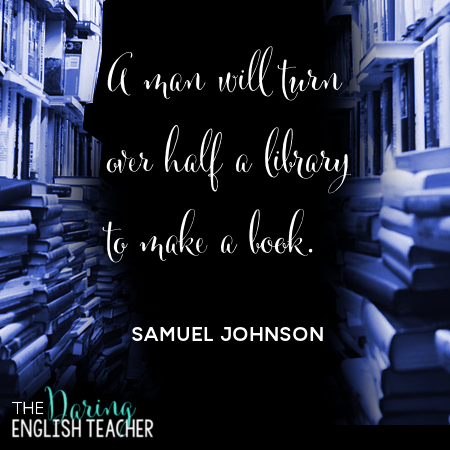 A man will turn
over half a library
to make a book.
SAMUEL JOHNSON
THE Daring
ENGLISH TEACHER